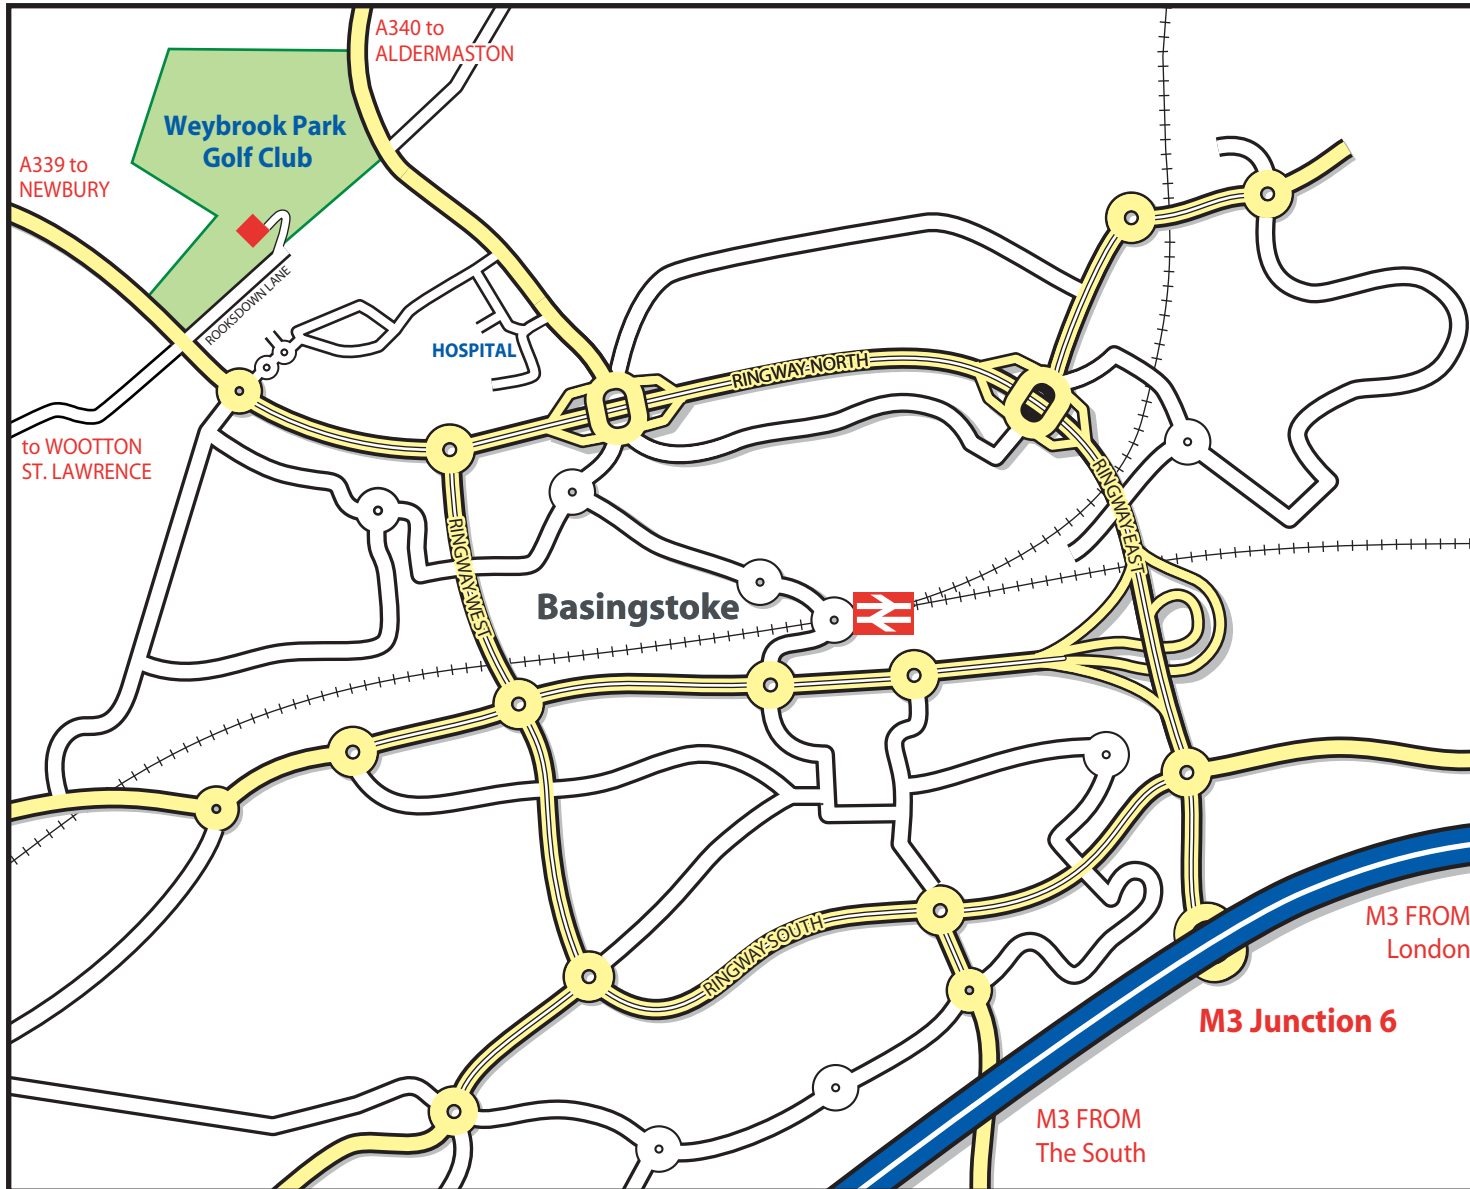 A340 to
ALDERMASTON
Weybrook Park
Golf Club
A339 to
NEWBURY
ROOKSDOWN LANE
HOSPITAL
RINGWAY-NORTH
to WOOTTON
ST. LAWRENCE
RINGWAY-EAST
RINGWAY-WEST
Basingstoke
RINGWAY-SOUTH
M3 FROM
London
M3 Junction 6
M3 FROM
The South